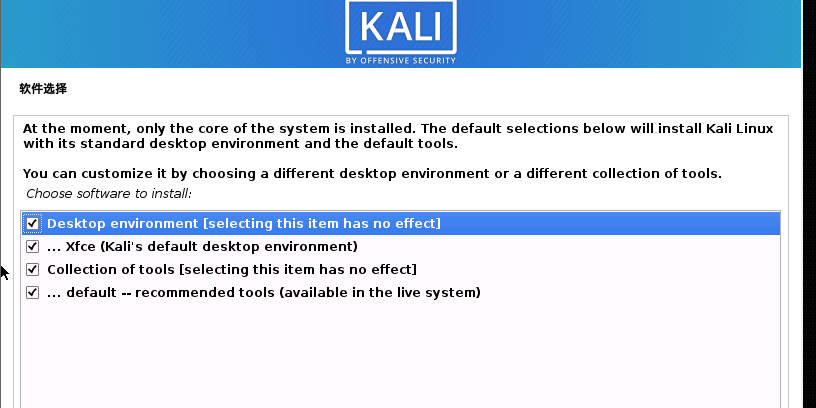 KALI
BY OFFENSIVE SECURITY
软件选择
At the moment, only the core of the system is installed. The default selections below will install Kali Linux
with its standard desktop environment and the default tools.
You can customize it by choosing a different desktop environment or a different collection of tools.
Choose software to install:
Desktop environment [selecting this item has no effect]
... Xfce (Kali's default desktop environment)
Collection of tools [selecting this item has no effect]
... default -- recommended tools (available in the live system)